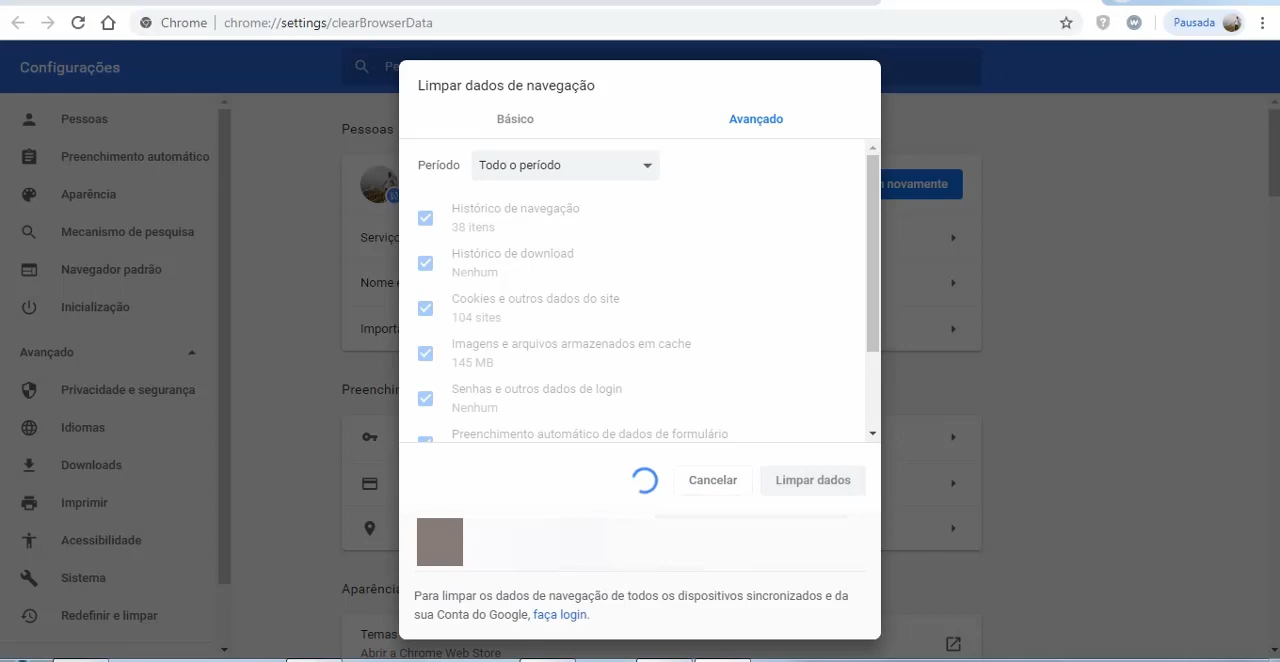 Chrome | chrome://settings/clearBrowserData
Pausada
Configurações
Limpar dados de navegação
Básico
Avançado
Período
Todo o período
Histórico de navegação
38 itens
Histórico de download
Nenhum
Cookies e outros dados do site
104 sites
Imagens e arquivos armazenados em cache
145 MB
Senhas e outros dados de login
Nenhum
Preenchimento automático de dados de formulário
Cancelar
Limpar dados
Para limpar os dados de navegação de todos os dispositivos sincronizados e da
sua Conta do Google, faça login.
Pessoas
Preenchimento automático
Aparência
Mecanismo de pesquisa
Navegador padrão
Inicialização
Avançado
Privacidade e segurança
Idiomas
Downloads
Imprimir
Acessibilidade
Sistema
Redefinir e limpar
Pessoas
novamente
Nome
Aparência
Temas
Abrir a Chrome Web Store